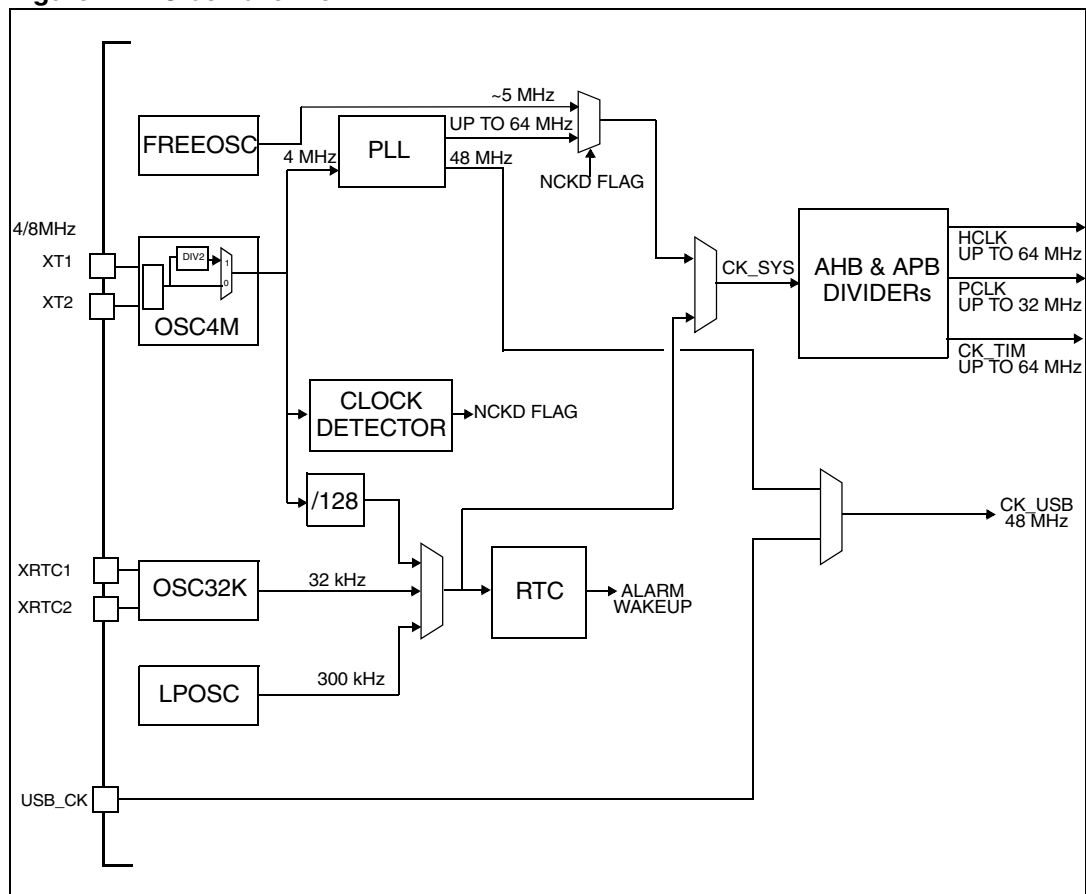 ~5 MHz
FREEOSC
UP TO 64 MHz
4 MHz
PLL
48 MHz
NCKD FLAG
4/8MHz
XT1
XT2
DIV2
1
0
OSC4M
CK_SYS
AHB & APB
DIVIDERs
HCLK
UP TO 64 MHz
PCLK
UP TO 32 MHz
CK_TIM
UP TO 64 MHz
CLOCK
DETECTOR
NCKD FLAG
/128
CK_USB
48 MHz
XRTC1
XRTC2
OSC32K
32 kHz
RTC
ALARM
WAKEUP
LPOSC
300 kHz
USB_CK